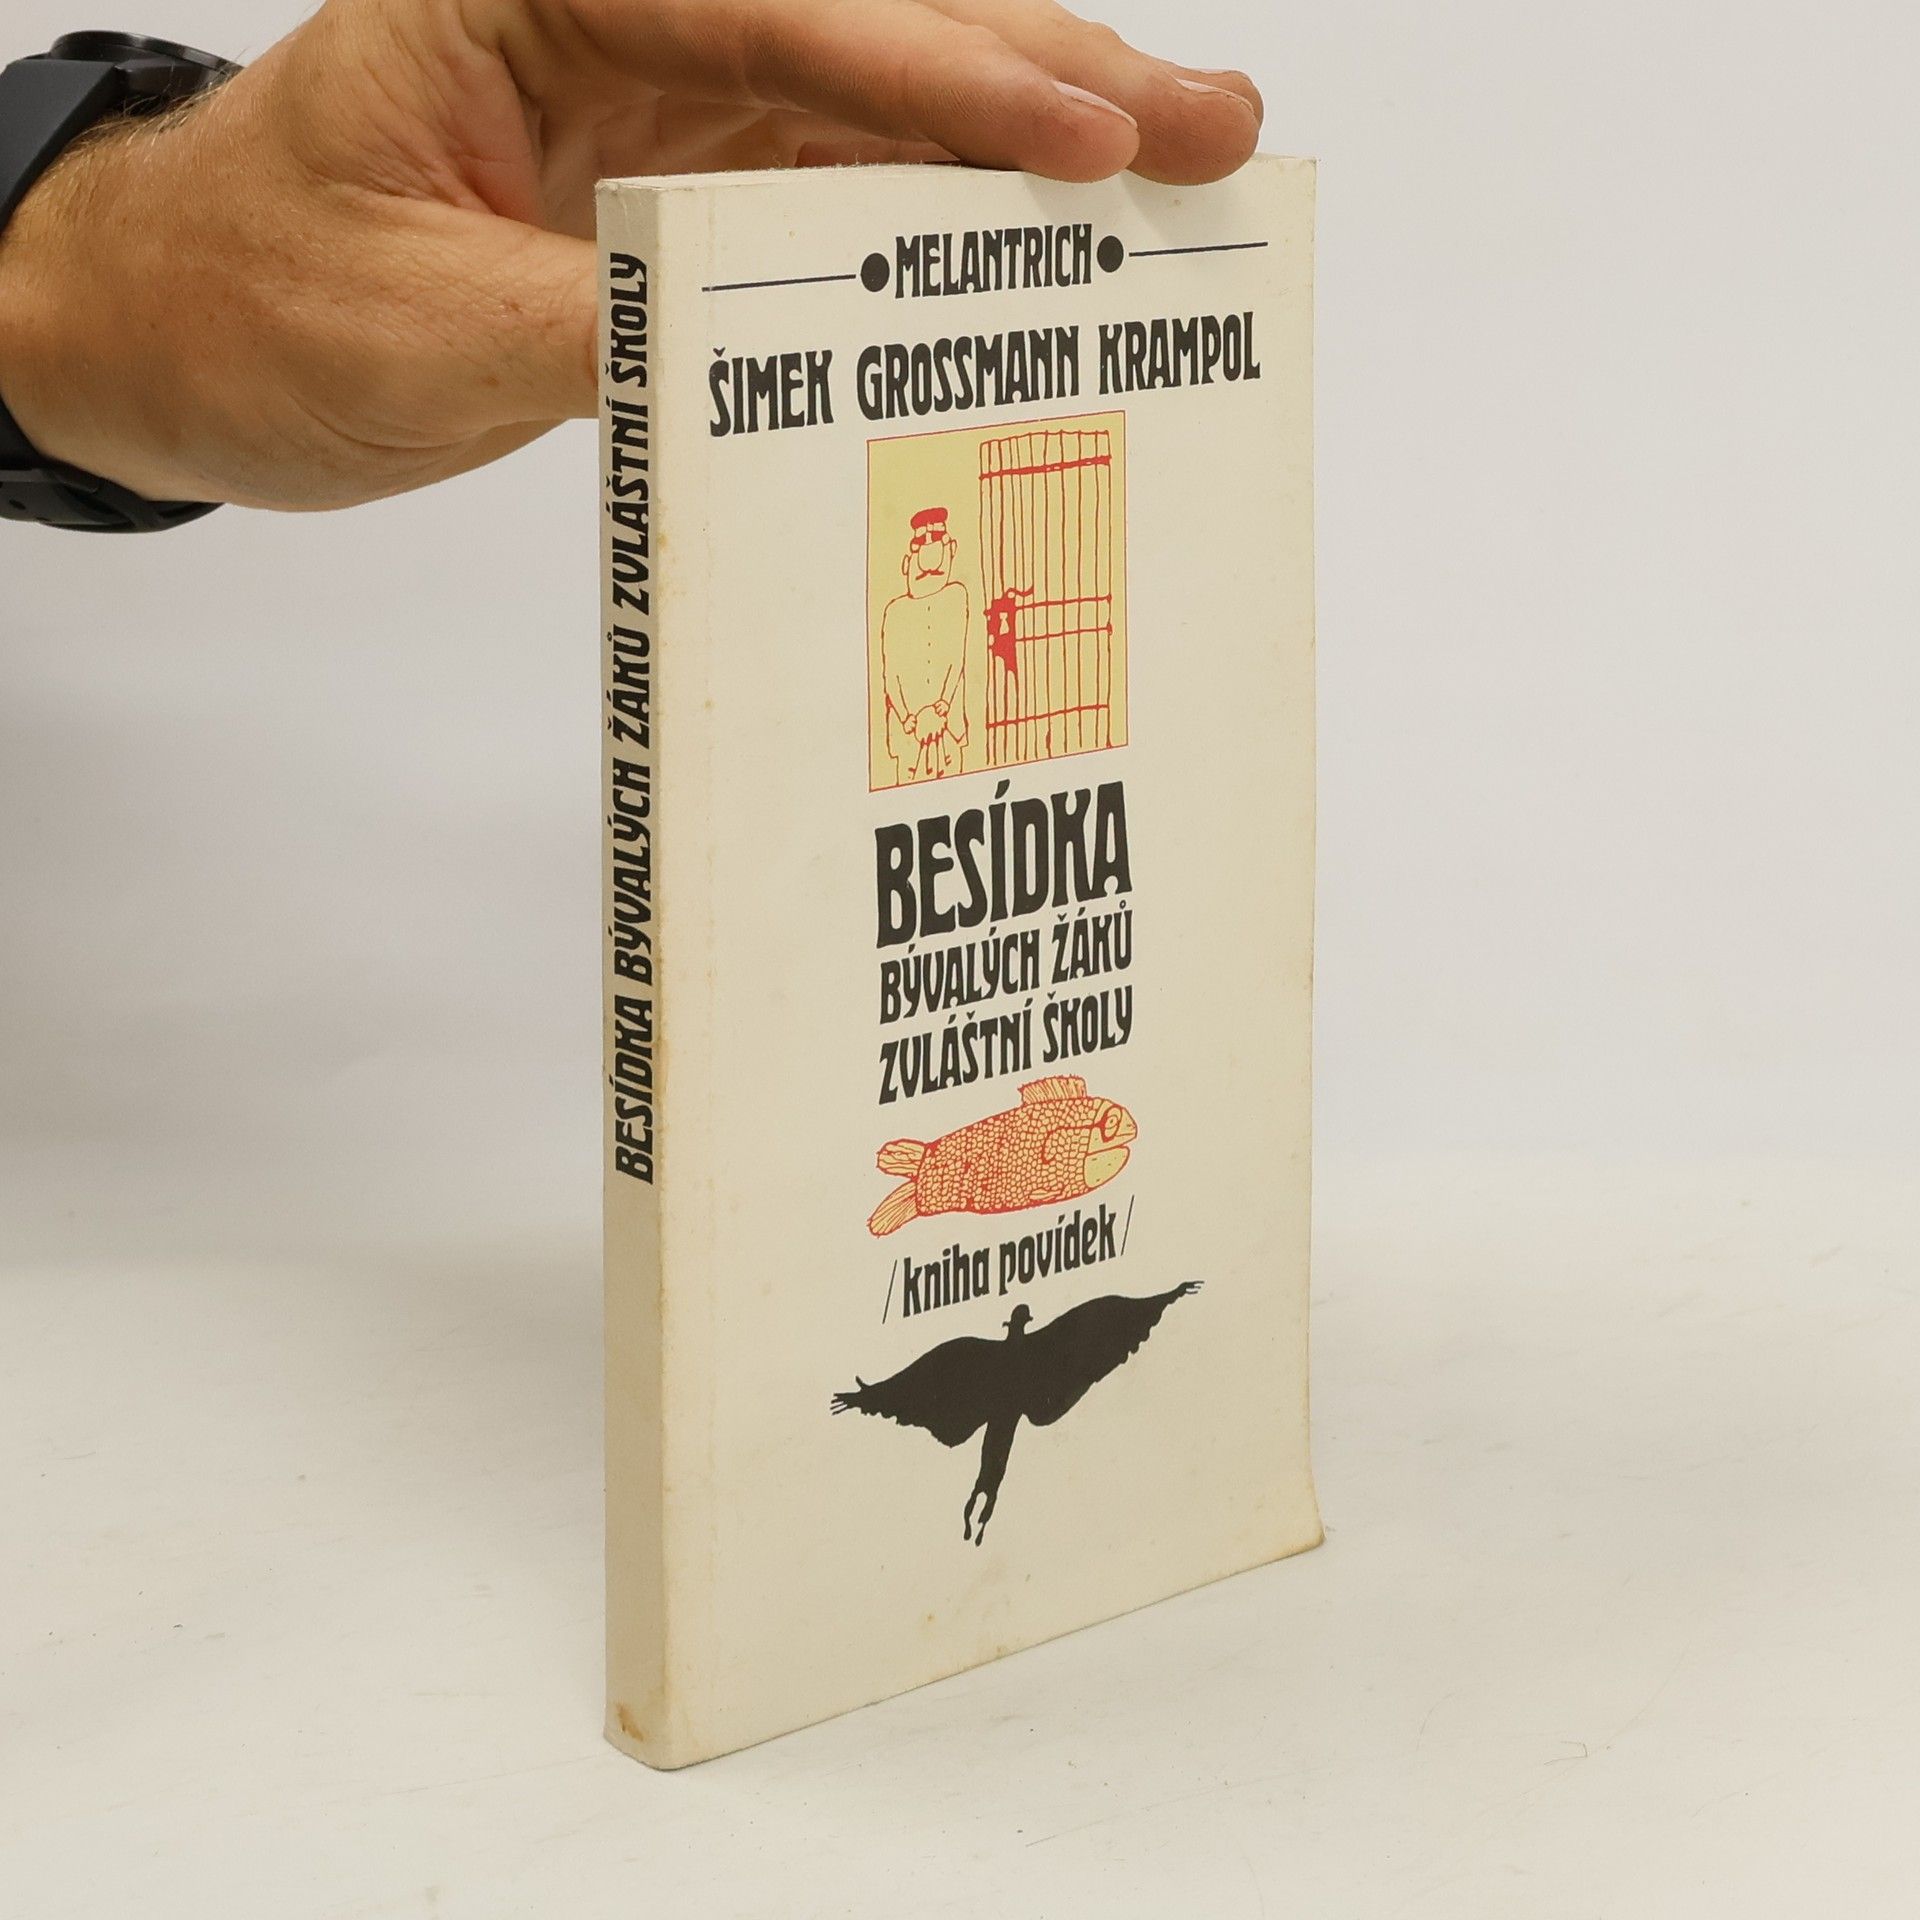 MELANTRICH
ŠIMEK GROSSMANN KRAMPOL
BESÍDKA
BÝVALÝCH ŽÁKŮ
ZVLÁŠTNÍ ŠKOLY
/kniha povídek/
BESÍDKA BÝVALÝCH ŽÁKŮ ZVLÁŠTNÍ ŠKOLY